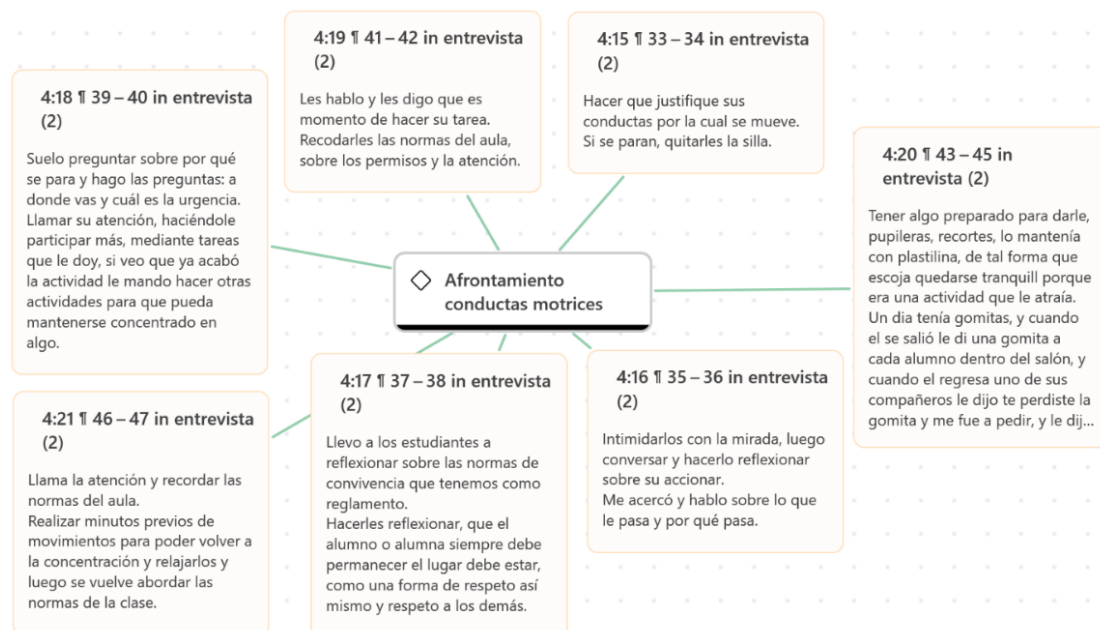 4:19 ¶ 41 – 42 in entrevista
(2)
Les hablo y les digo que es
momento de hacer su tarea.
Recodarles las normas del aula,
sobre los permisos y la atención.
4:15 ¶ 33 – 34 in entrevista
(2)
Hacer que justifique sus
conductas por la cual se mueve.
Si se paran, quitarles la silla.
4:18 ¶ 39 – 40 in entrevista
(2)
Suelo preguntar sobre por qué
se para y hago las preguntas: a
donde vas y cuál es la urgencia.
Llamar su atención, haciéndole
participar más, mediante tareas
que le doy, si veo que ya acabó
la actividad le mando hacer otras
actividades para que pueda
mantenerse concentrado en
algo.
4:20 ¶ 43 – 45 in
entrevista (2)
Tener algo preparado para darle,
pupileras, recortes, lo mantenía
con plastilina, de tal forma que
escoja quedarse tranquill porque
era una actividad que le atraía.
Un dia tenía gomitas, y cuando
el se salió le di una gomita a
cada alumno dentro del salón, y
cuando el regresa uno de sus
compañeros le dijo te perdiste la
gomita y me fue a pedir, y le dij...
Afrontamiento
conductas motrices
4:21 ¶ 46 – 47 in entrevista
(2)
Llama la atención y recordar las
normas del aula.
Realizar minutos previos de
movimientos para poder volver a
la concentración y relajarlos y
luego se vuelve abordar las
normas de la clase.
4:17 ¶ 37 – 38 in entrevista
(2)
Llevo a los estudiantes a
reflexionar sobre las normas de
convivencia que tenemos como
reglamento.
Hacerles reflexionar, que el
alumno o alumna siempre debe
permanecer el lugar debe estar,
como una forma de respeto así
mismo y respeto a los demás.
4:16 ¶ 35 – 36 in entrevista
(2)
Intimidarlos con la mirada, luego
conversar y hacerlo reflexionar
sobre su accionar.
Me acercó y hablo sobre lo que
le pasa y por qué pasa.